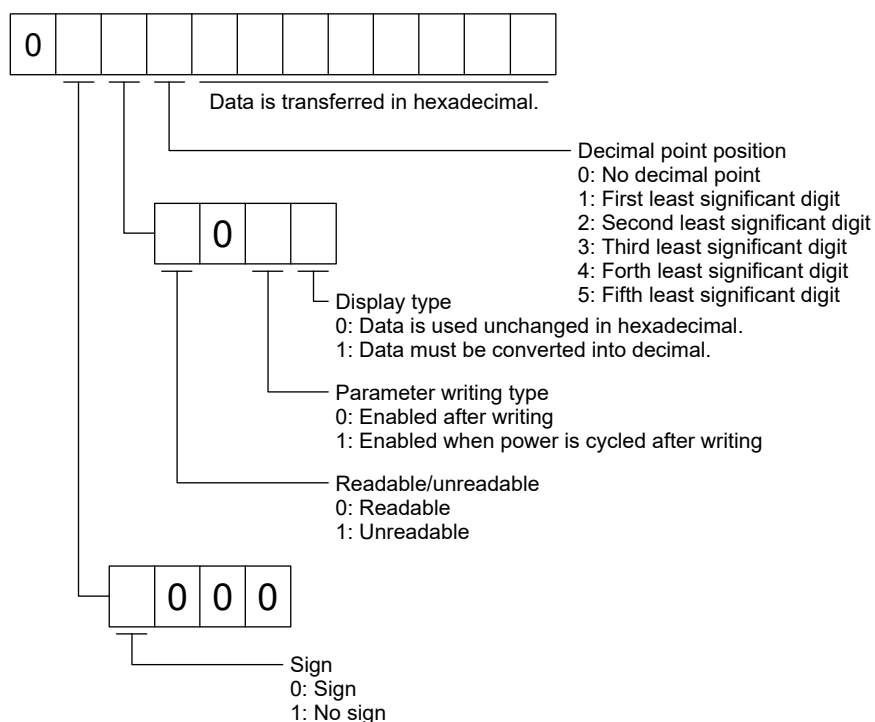 0
Data is transferred in hexadecimal.
Decimal point position
0: No decimal point
1: First least significant digit
2: Second least significant digit
3: Third least significant digit
4: Forth least significant digit
5: Fifth least significant digit
0
Display type
0: Data is used unchanged in hexadecimal.
1: Data must be converted into decimal.
Parameter writing type
0: Enabled after writing
1: Enabled when power is cycled after writing
Readable/unreadable
0: Readable
1: Unreadable
0 0 0
Sign
0: Sign
1: No sign